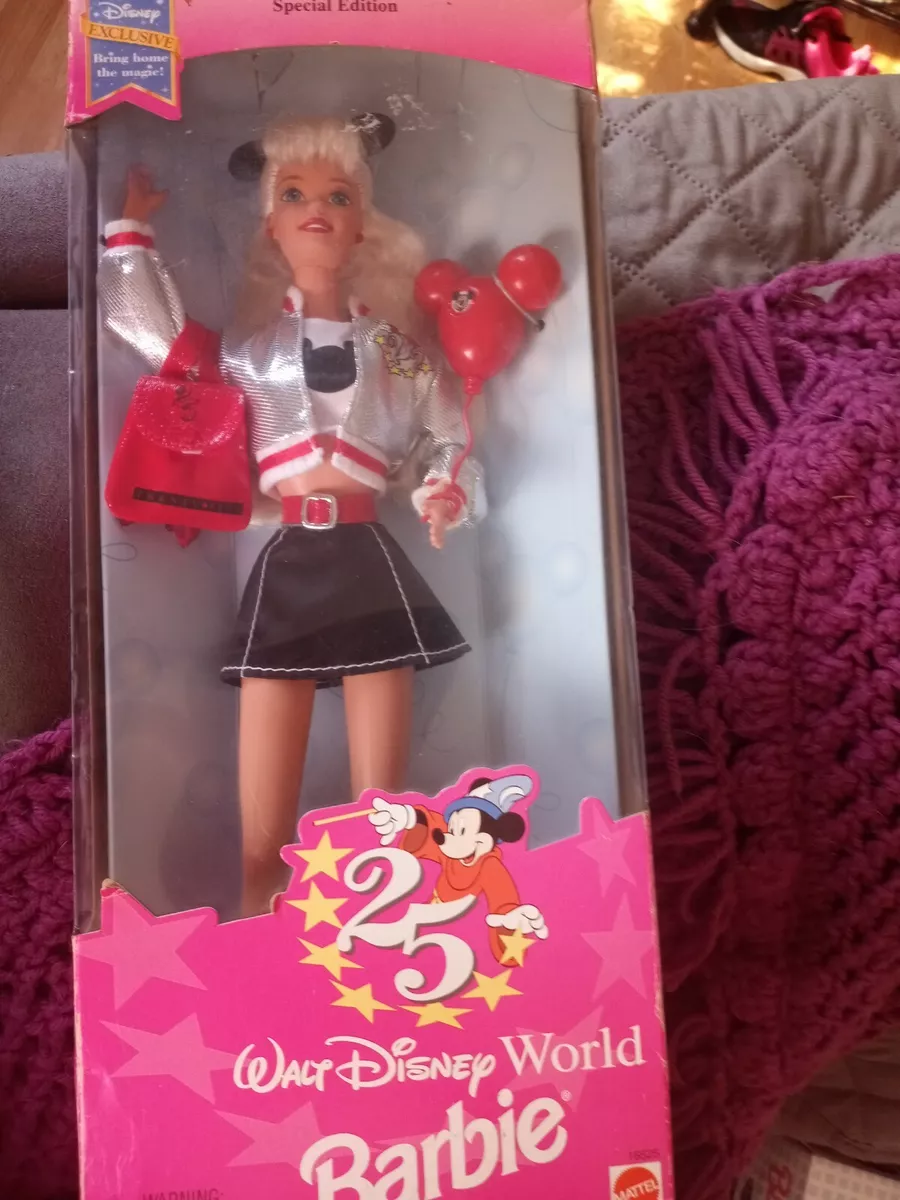 Special Edition
Disney
EXCLUSIVE
Bring home
the magic!
25
WALT DISNEY World
Barbie®
MATTEL
WARNING: